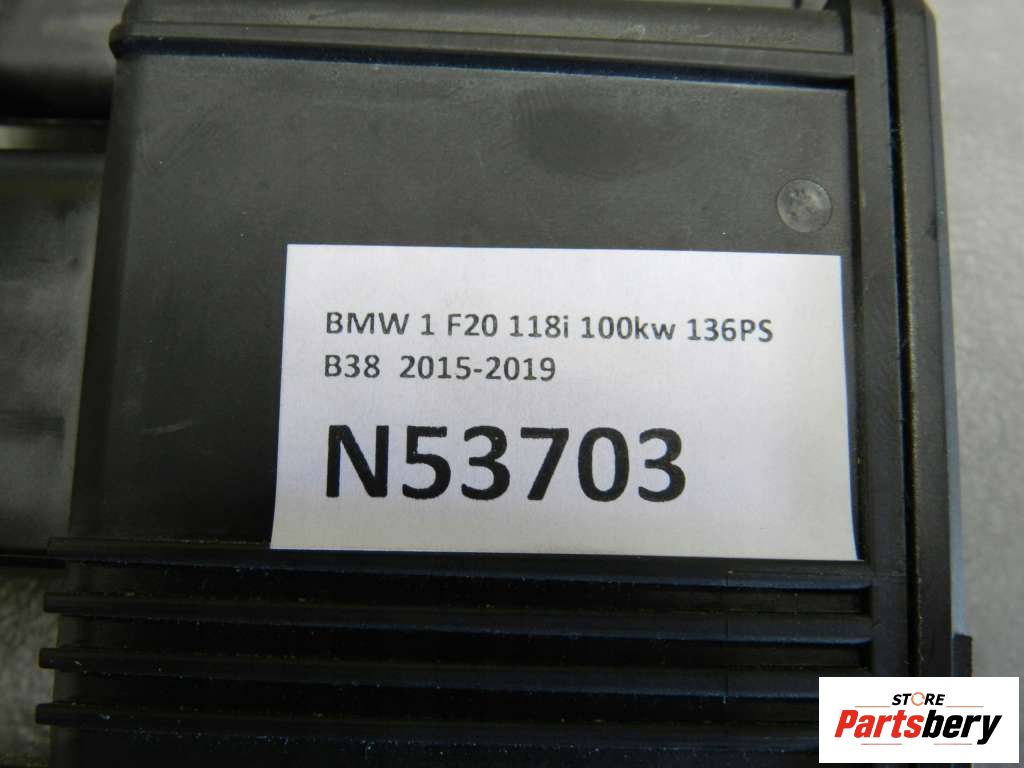 BMW 1 F20 118i 100kw 136PS
B38 2015-2019
N53703
STORE
Partsbery